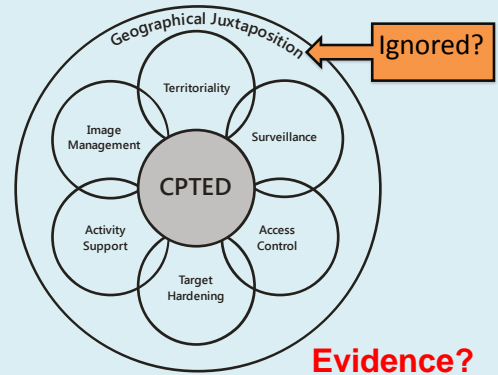 Geographical Juxtaposition
Ignored?
Territoriality
Image
Management
Surveillance
CPTED
Activity
Support
Access
Control
Target
Hardening
Evidence?